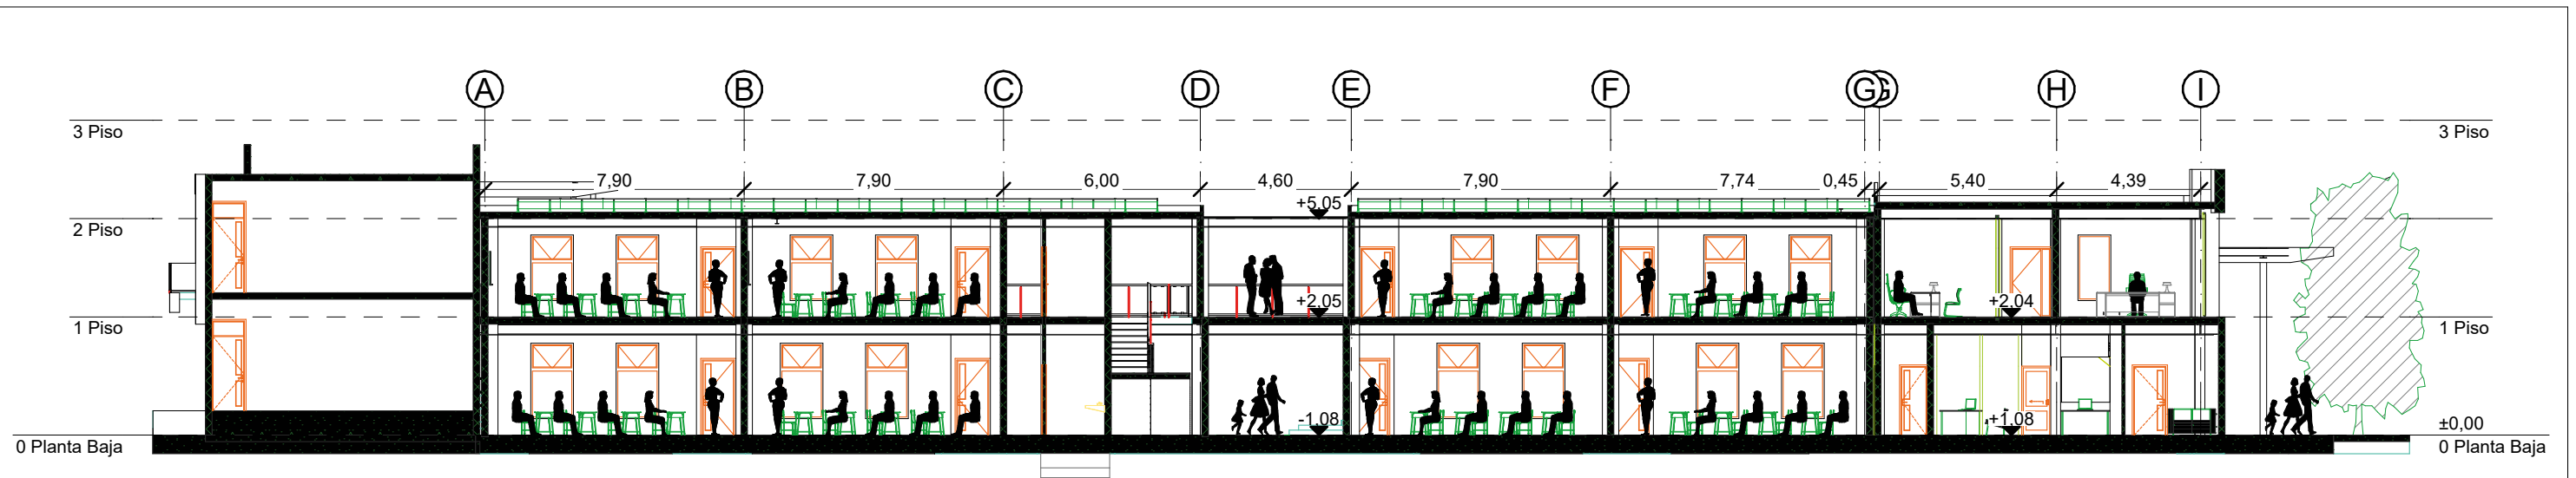 A B C D E F G G H I
3 Piso 3 Piso
7,90 7,90 6,00 4,60 7,90 7,74 0,45 5,40 4,39
+5,05
2 Piso 2 Piso
+2,05 +2,04
1 Piso 1 Piso
-1,08 +1,08 ±0,00
0 Planta Baja 0 Planta Baja